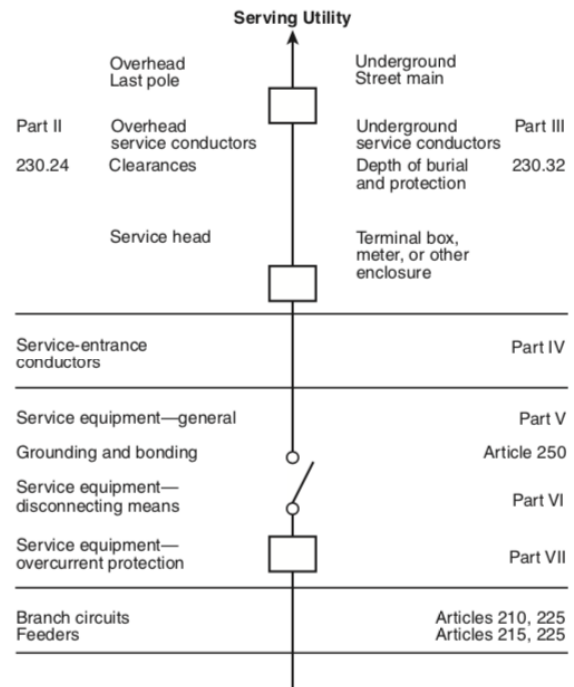 Serving Utility
Overhead
Last pole
Underground
Street main
Part II
Overhead
service conductors
Underground
service conductors
Part III
230.24
Clearances
Depth of burial
and protection
230.32
Service head
Terminal box,
meter, or other
enclosure
Service-entrance
conductors
Part IV
Service equipment—general
Part V
Grounding and bonding
Article 250
Service equipment—
disconnecting means
Part VI
Service equipment—
overcurrent protection
Part VII
Branch circuits
Articles 210, 225
Feeders
Articles 215, 225